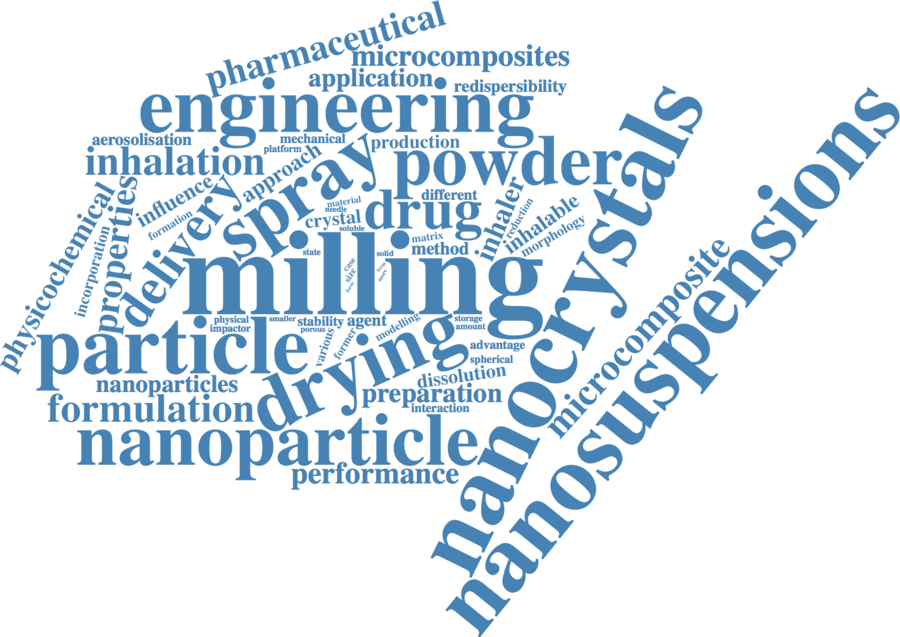 pharmaceutical
microcomposites
application
redispersibility
engineering
aerosolisation
mechanical
production
platform
inhalation
approach
spray
powders
nanocrystals
nanosuspensions
physicochemical
properties
influence
delivery
formation
incorporation
different
material
needle
crystal
soluble
drug
inhaler
reduction
inhalable
morphology
matrix
method
state
solid
case
size
milling
microcomposite
physical
impactor
smaller
porous
stability
agent
various
former
modelling
storage
amount
advantage
particle
drying
spherical
dissolution
nanoparticles
preparation
interaction
formulation
nanoparticle
performance